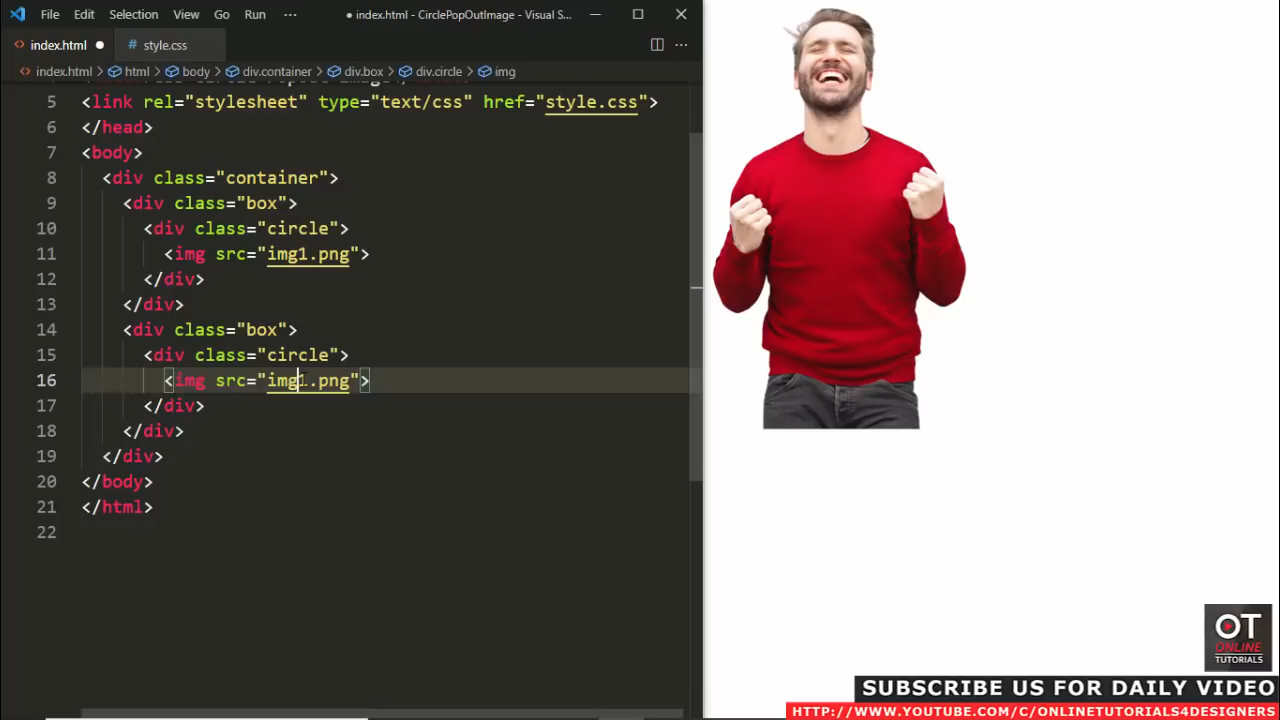 File Edit Selection View Go Run ··· ● index.html - CirclePopOutImage - Visual S...
index.html ● # style.css ···
index.html > html > body > div.container > div.box > div.circle > img
5 <link rel="stylesheet" type="text/css" href="style.css">
6 </head>
7 <body>
8 <div class="container">
9 <div class="box">
10 <div class="circle">
11 <img src="img1.png">
12 </div>
13 </div>
14 <div class="box">
15 <div class="circle">
16 <img src="img1.png">
17 </div>
18 </div>
19 </div>
20 </body>
21 </html>
22
OT
ONLINE
TUTORIALS
SUBSCRIBE US FOR DAILY VIDEO
HTTP://WWW.YOUTUBE.COM/C/ONLINETUTORIALS4DESIGNERS